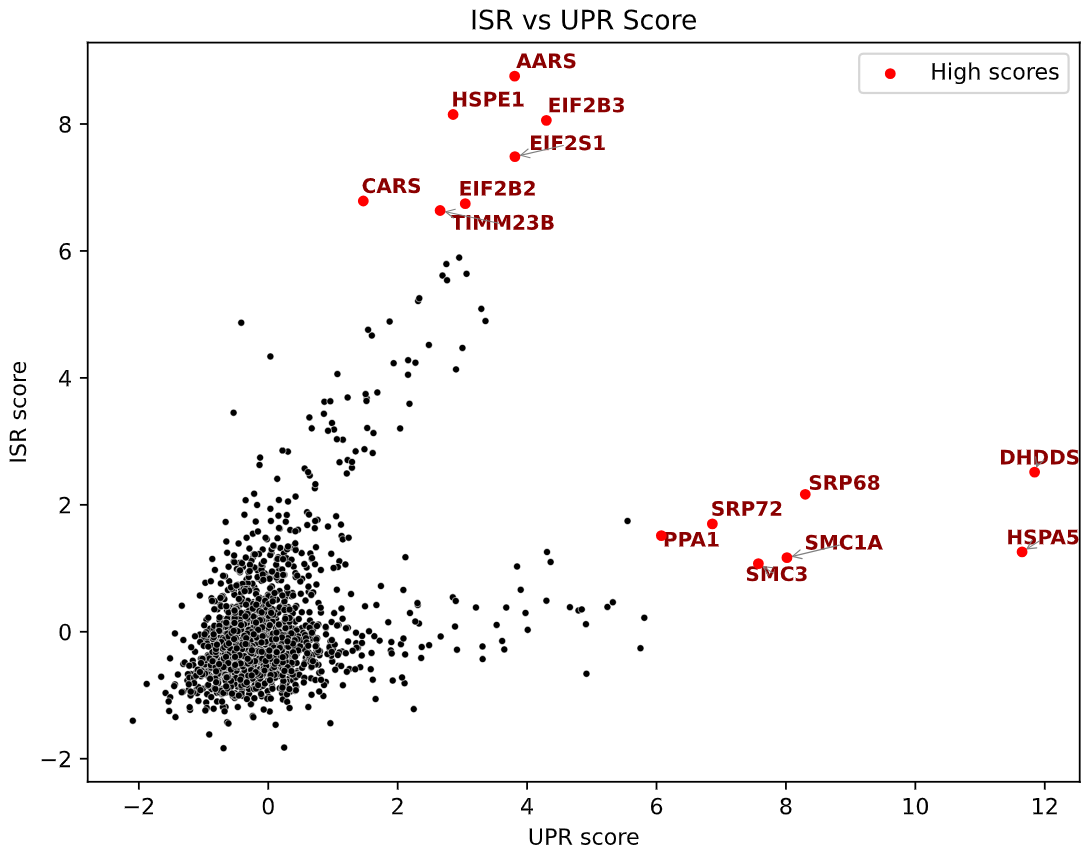 ISR vs UPR Score
High scores
AARS
HSPE1
EIF2B3
EIF2S1
CARS
EIF2B2
TIMM23B
DHDDS
SRP68
SRP72
HSPA5
PPA1
SMC1A
SMC3
8
6
4
2
0
−2
ISR score
−2 0 2 4 6 8 10 12
UPR score